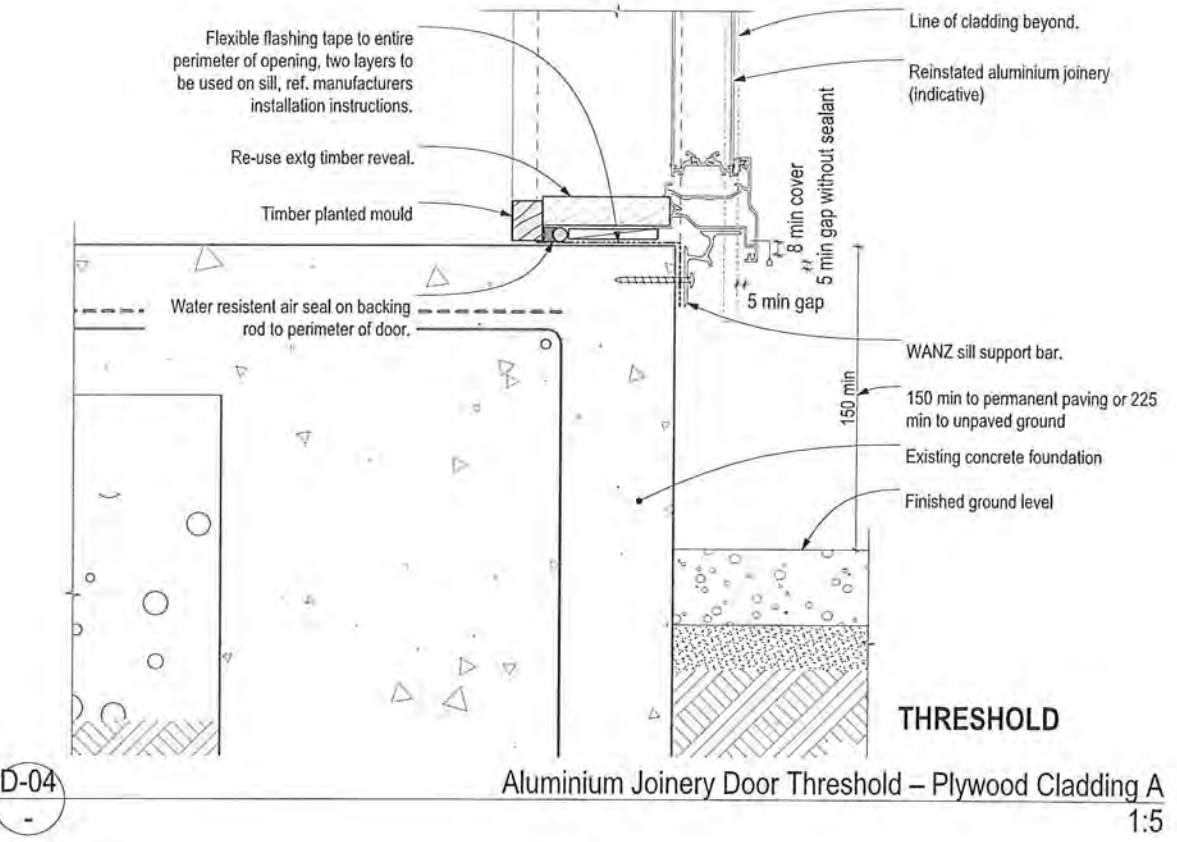 Flexible flashing tape to entire
perimeter of opening, two layers to
be used on sill, ref. manufacturers
installation instructions.
Re-use extg timber reveal.
Timber planted mould
Water resistent air seal on backing
rod to perimeter of door.
Line of cladding beyond.
Reinstated aluminium joinery
(indicative)
8 min cover
5 min gap without sealant
5 min gap
WANZ sill support bar.
150 min
150 min to permanent paving or 225
min to unpaved ground
Existing concrete foundation
Finished ground level
THRESHOLD
D-04
-
Aluminium Joinery Door Threshold – Plywood Cladding A
1:5